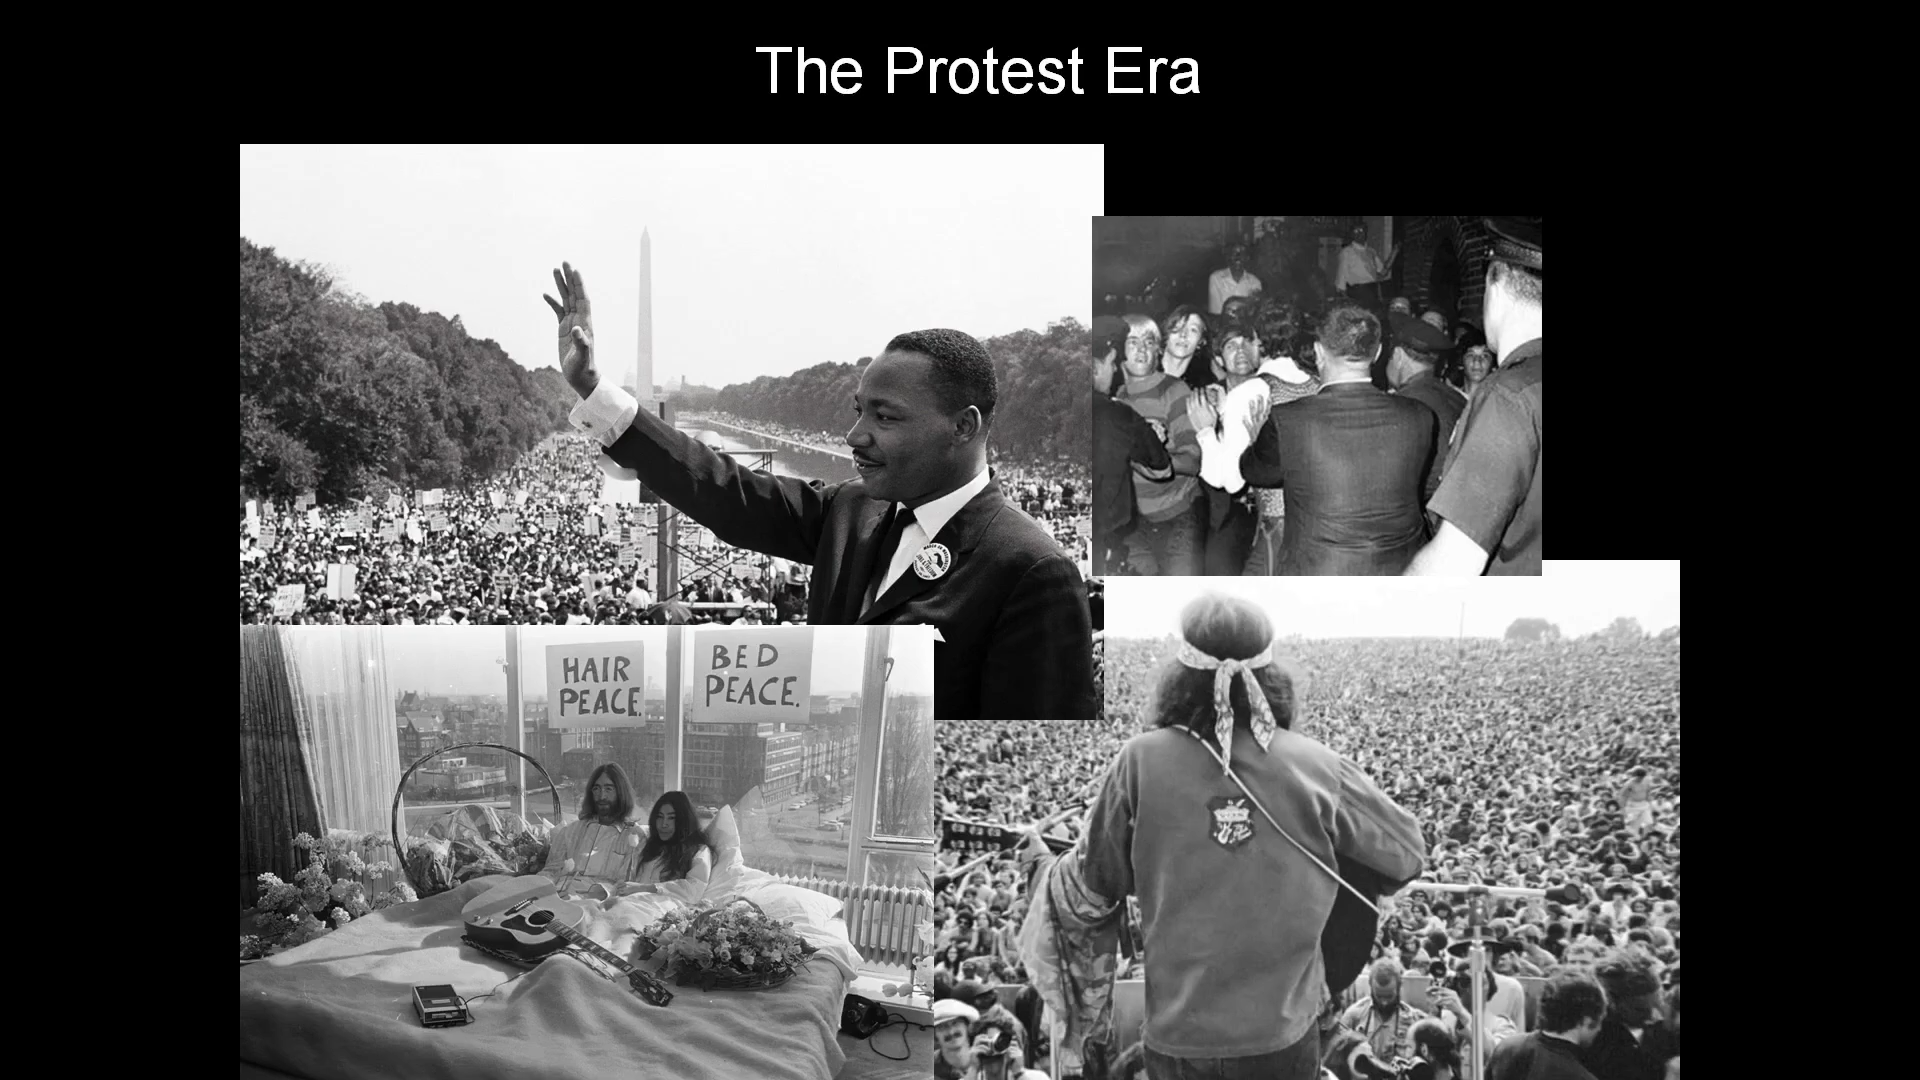 The Protest Era
HAIR
PEACE.
BED
PEACE.